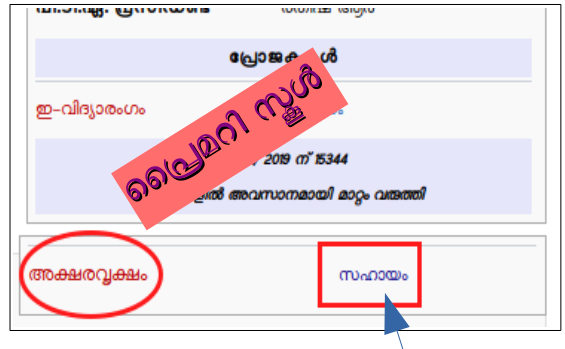 പ്രോജക്ടുകൾ
ഇ-വിദ്യാരംഗം
പ്രൈമറി സ്കൂൾ
2019 ന് 15344
അവസാനമായി മാറ്റം വരുത്തി
അക്ഷരവൃക്ഷം
സഹായം